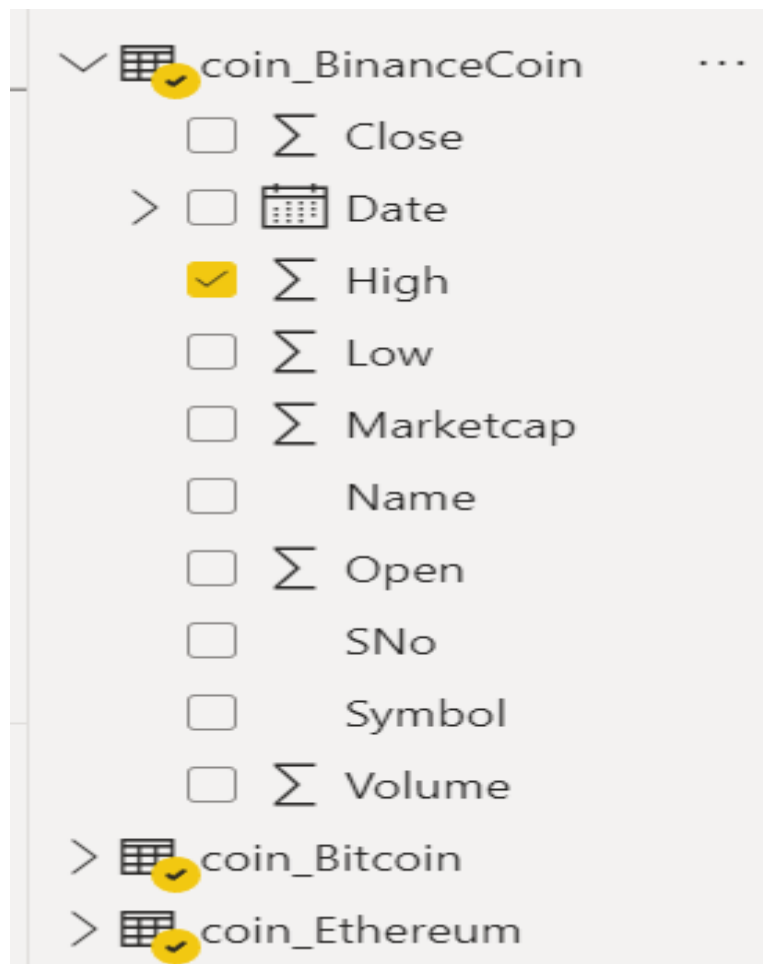 coin_BinanceCoin ...
Close
Date
High
Low
Marketcap
Name
Open
SNo
Symbol
Volume
coin_Bitcoin
coin_Ethereum